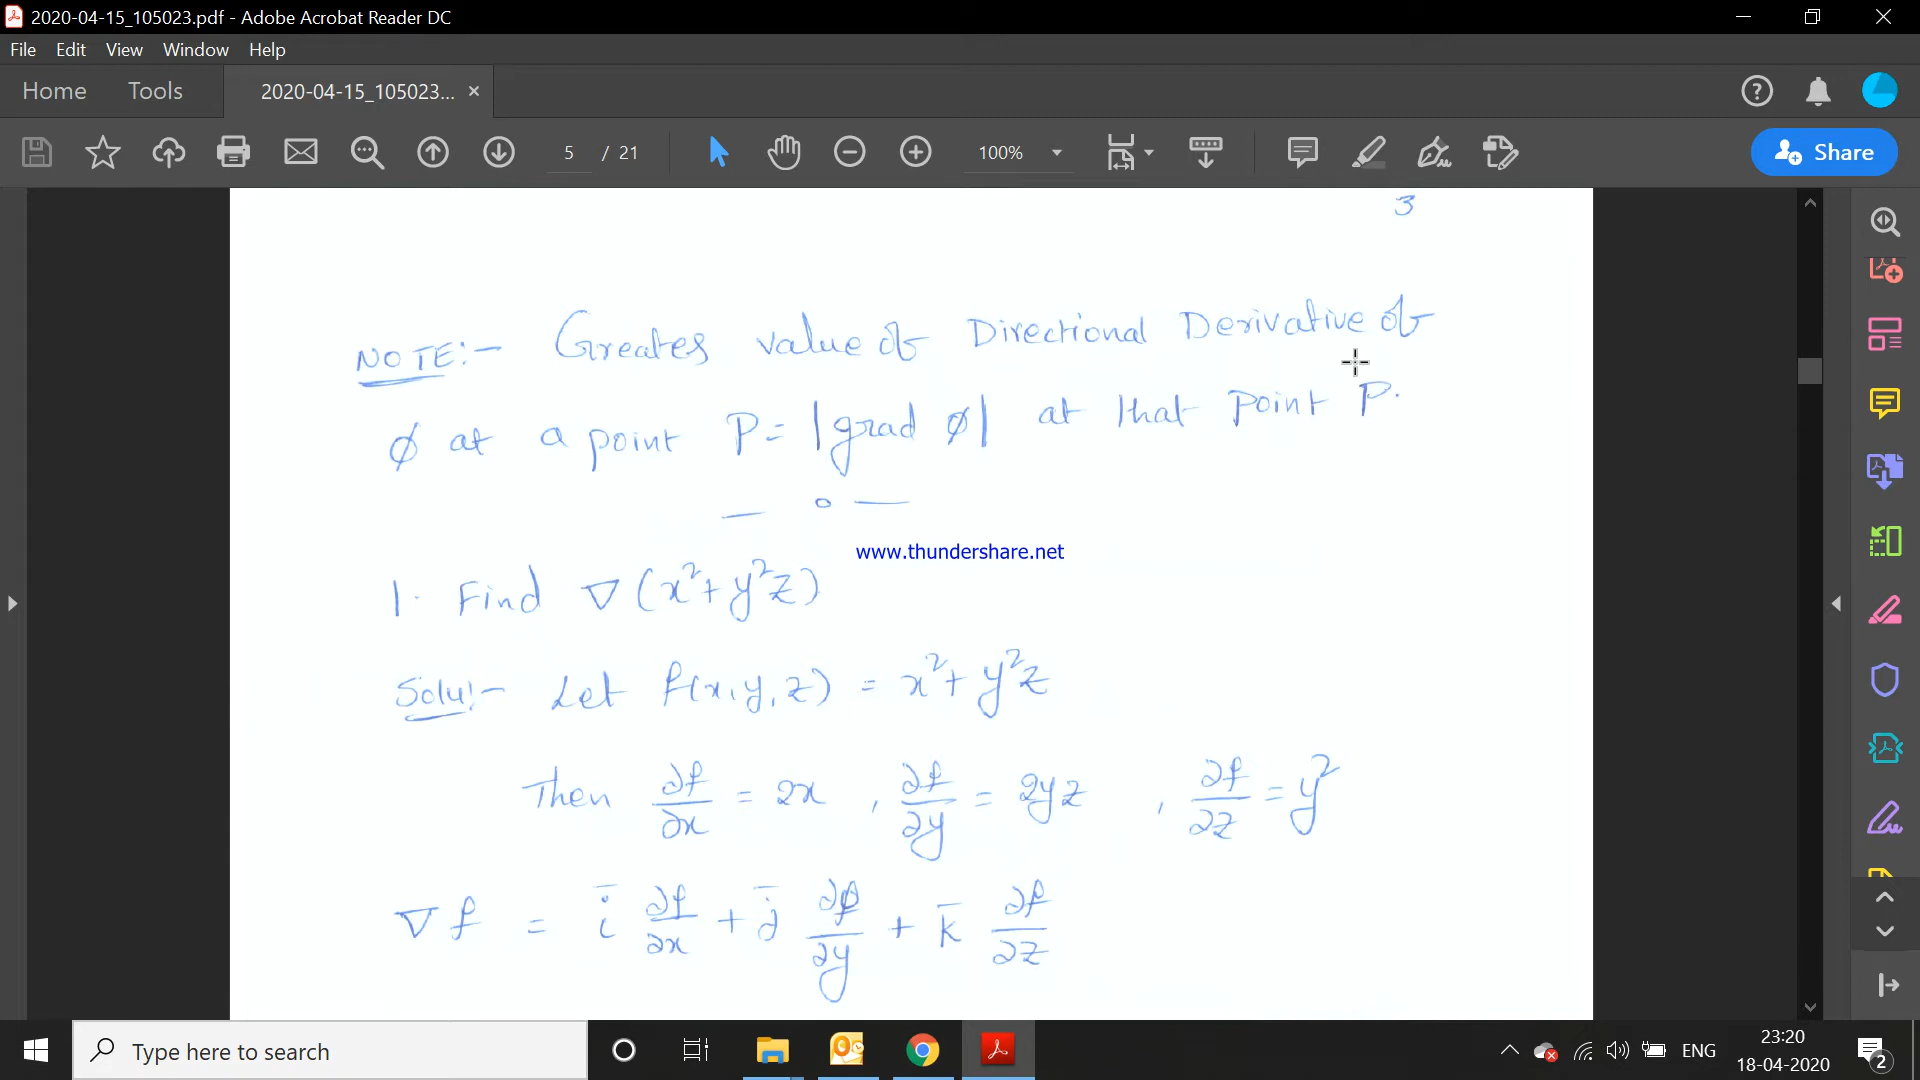 2020-04-15_105023.pdf - Adobe Acrobat Reader DC
File Edit View Window Help
Home Tools 2020-04-15_105023... ×
5 / 21 100% Share
3
NOTE:- Greates value of Directional Derivative of
ϕ at a point P = |grad ϕ| at that point P.
— o —
www.thundershare.net
1. Find ∇(x²+y²z)
Solu:- Let f(x,y,z) = x²+y²z
Then ∂f/∂x = 2x , ∂f/∂y = 2yz , ∂f/∂z = y²
∇f = i̅ ∂f/∂x + j̅ ∂f/∂y + k̅ ∂f/∂z
Type here to search
ENG
23:20
18-04-2020
2